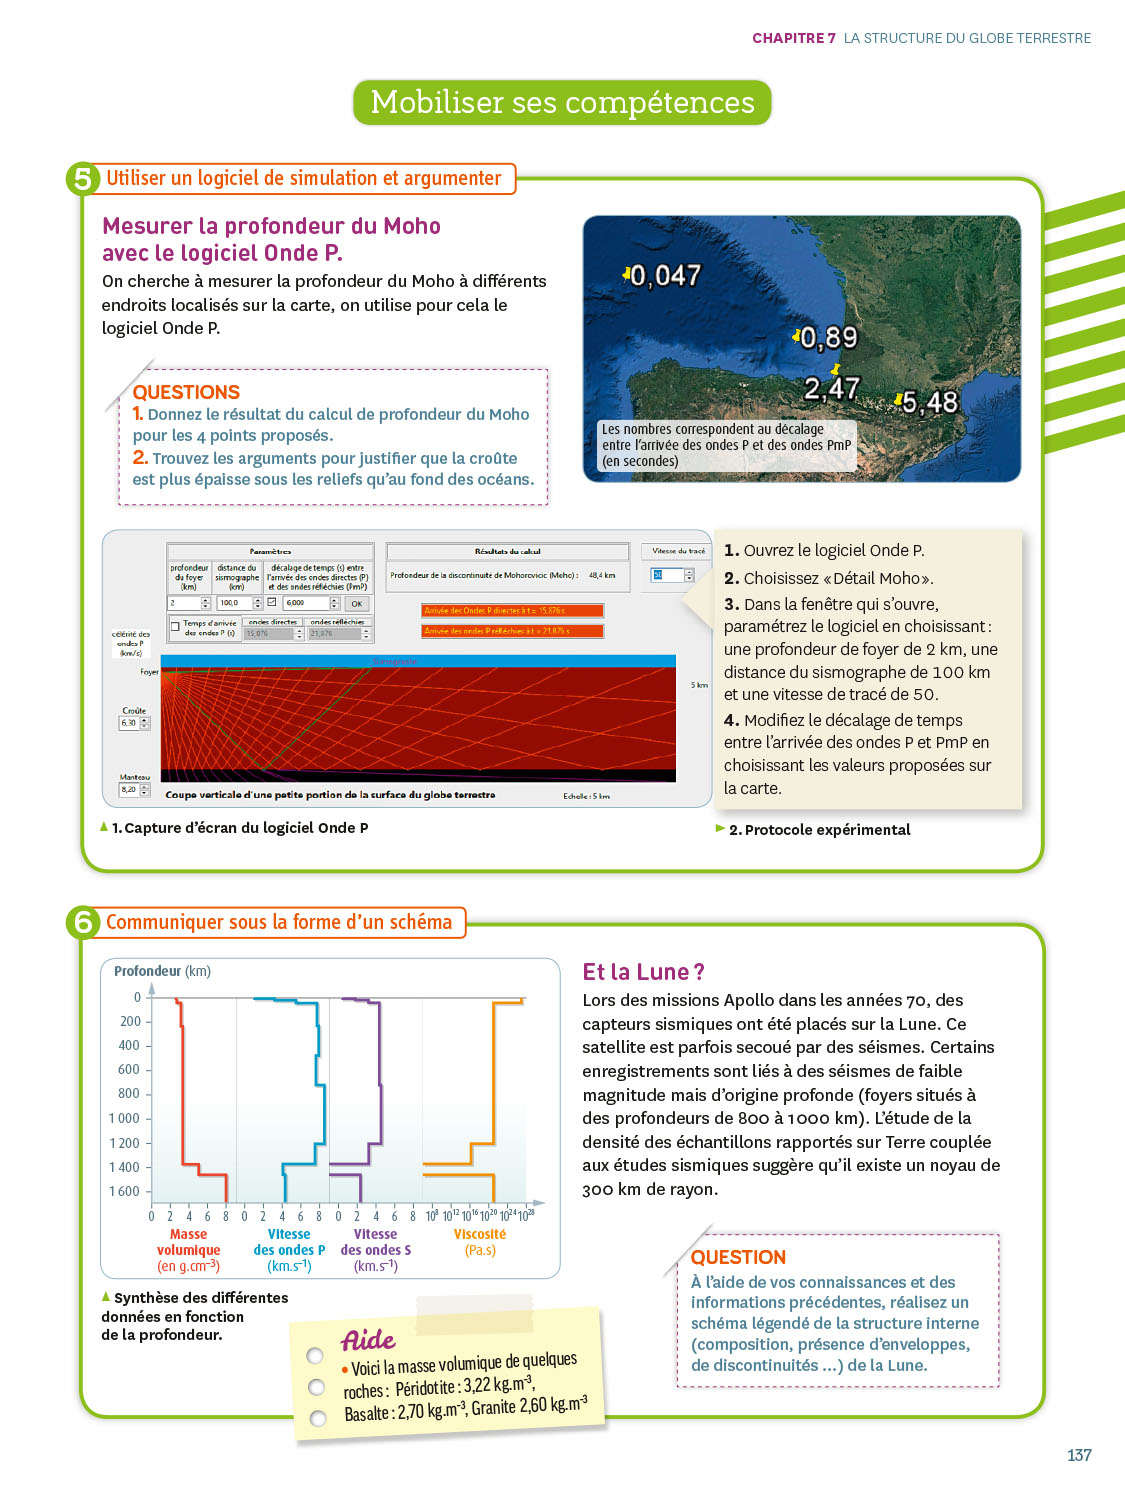 CHAPITRE 7 LA STRUCTURE DU GLOBE TERRESTRE
Mobiliser ses compétences
5 Utiliser un logiciel de simulation et argumenter
Mesurer la profondeur du Moho
avec le logiciel Onde P.
On cherche à mesurer la profondeur du Moho à différents
endroits localisés sur la carte, on utilise pour cela le
logiciel Onde P.
QUESTIONS
1. Donnez le résultat du calcul de profondeur du Moho
pour les 4 points proposés.
2. Trouvez les arguments pour justifier que la croûte
est plus épaisse sous les reliefs qu'au fond des océans.
0,047
0,89
2,47
5,48
Les nombres correspondent au décalage
entre l'arrivée des ondes P et des ondes PmP
(en secondes)
Paramètres
profondeur
du foyer
(km)
distance du
sismographe
(km)
décalage de temps (s) entre
l'arrivée des ondes directes (P)
et des ondes réfléchies (PmP)
2
100,0
6,000
OK
Temps d'arrivée
des ondes P (s)
ondes directes
ondes réfléchies
15,876
21,876
Résultats du calcul
Profondeur de la discontinuité de Mohorovicic (Moho) : 48,4 km
Vitesse du tracé
Arrivée des Ondes P directes à t = 15,876 s
Arrivée des ondes P réfléchies à t = 21,876 s
célérité des
ondes P
(km/s)
Foyer
5 km
Croûte
6,30
Manteau
8,20
Coupe verticale d'une petite portion de la surface du globe terrestre
Echelle : 5 km
1. Capture d'écran du logiciel Onde P
1. Ouvrez le logiciel Onde P.
2. Choisissez «Détail Moho».
3. Dans la fenêtre qui s'ouvre,
paramétrez le logiciel en choisissant :
une profondeur de foyer de 2 km, une
distance du sismographe de 100 km
et une vitesse de tracé de 50.
4. Modifiez le décalage de temps
entre l'arrivée des ondes P et PmP en
choisissant les valeurs proposées sur
la carte.
2. Protocole expérimental
6 Communiquer sous la forme d'un schéma
Profondeur (km)
0
200
400
600
800
1 000
1 200
1 400
1 600
0 2 4 6 8 0 2 4 6 8 0 2 4 6 8 10⁸ 10¹² 10¹⁶ 10²⁰ 10²⁴ 10²⁸
Masse
volumique
(en g.cm⁻³)
Vitesse
des ondes P
(km.s⁻¹)
Vitesse
des ondes S
(km.s⁻¹)
Viscosité
(Pa.s)
Synthèse des différentes
données en fonction
de la profondeur.
Aide
• Voici la masse volumique de quelques
roches : Péridotite : 3,22 kg.m⁻³,
Basalte : 2,70 kg.m⁻³, Granite 2,60 kg.m⁻³
Et la Lune ?
Lors des missions Apollo dans les années 70, des
capteurs sismiques ont été placés sur la Lune. Ce
satellite est parfois secoué par des séismes. Certains
enregistrements sont liés à des séismes de faible
magnitude mais d'origine profonde (foyers situés à
des profondeurs de 800 à 1000 km). L'étude de la
densité des échantillons rapportés sur Terre couplée
aux études sismiques suggère qu'il existe un noyau de
300 km de rayon.
QUESTION
À l'aide de vos connaissances et des
informations précédentes, réalisez un
schéma légendé de la structure interne
(composition, présence d'enveloppes,
de discontinuités ...) de la Lune.
137